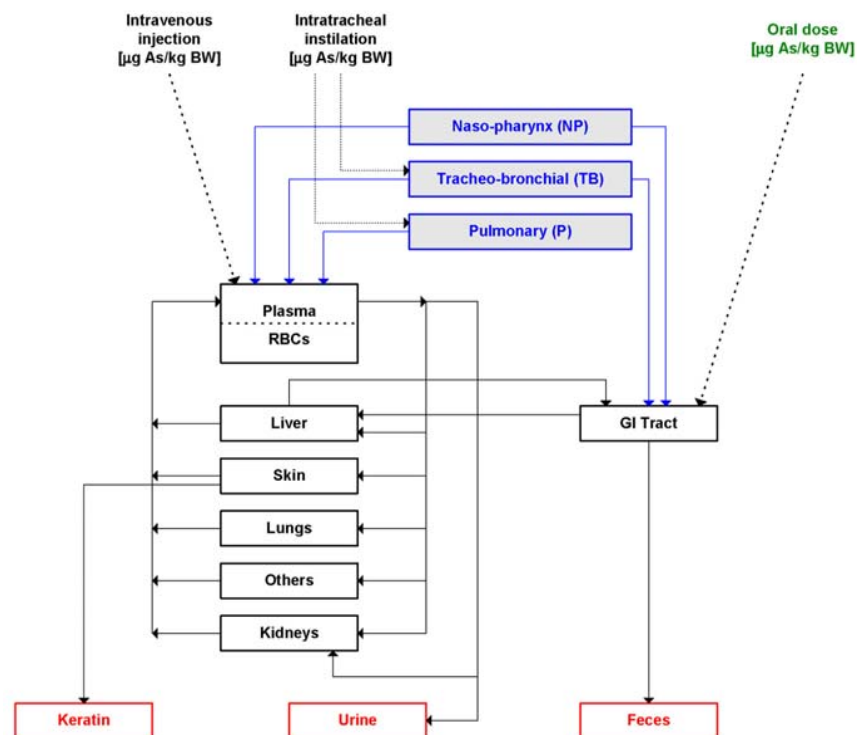 Intravenous
injection
[µg As/kg BW]
Intratracheal
instilation
[µg As/kg BW]
Oral dose
[µg As/kg BW]
Naso-pharynx (NP)
Tracheo-bronchial (TB)
Pulmonary (P)
Plasma
RBCs
Liver
GI Tract
Skin
Lungs
Others
Kidneys
Keratin
Urine
Feces